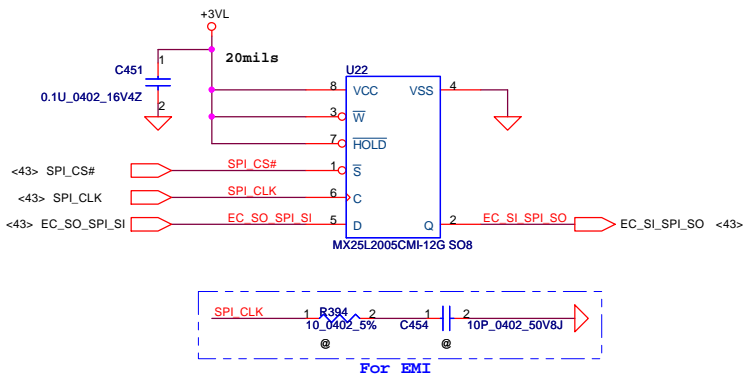 +3VL
20mils
C451
1
2
0.1U_0402_16V4Z
U22
8 VCC VSS 4
3 W
7 HOLD
<43> SPI_CS# SPI_CS# 1 S
<43> SPI_CLK SPI_CLK 6 C
<43> EC_SO_SPI_SI EC_SO_SPI_SI 5 D Q 2 EC_SI_SPI_SO EC_SI_SPI_SO <43>
MX25L2005CMI-12G SO8
SPI_CLK 1 R394 2 1 2
10_0402_5% C454 10P_0402_50V8J
@ @
For EMI